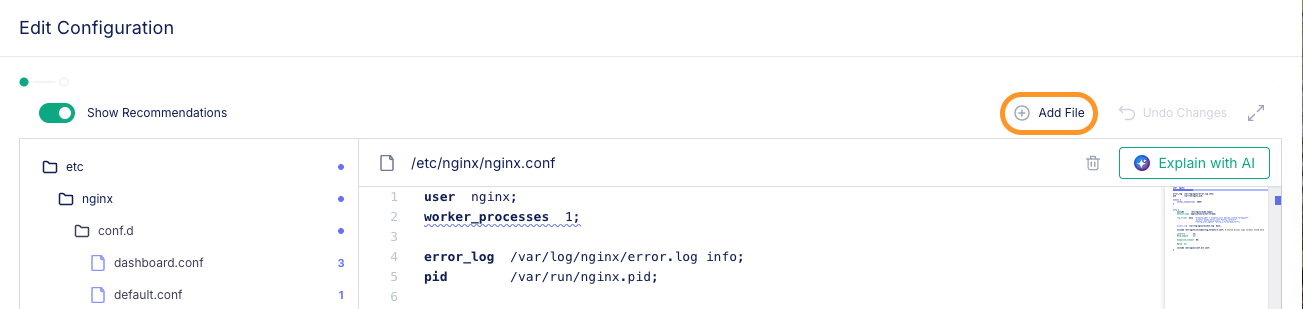 Edit Configuration
Show Recommendations
Add File
Undo Changes
etc
nginx
conf.d
dashboard.conf 3
default.conf 1
/etc/nginx/nginx.conf
Explain with AI
1 user  nginx;
2 worker_processes  1;
3
4 error_log  /var/log/nginx/error.log info;
5 pid        /var/run/nginx.pid;
6